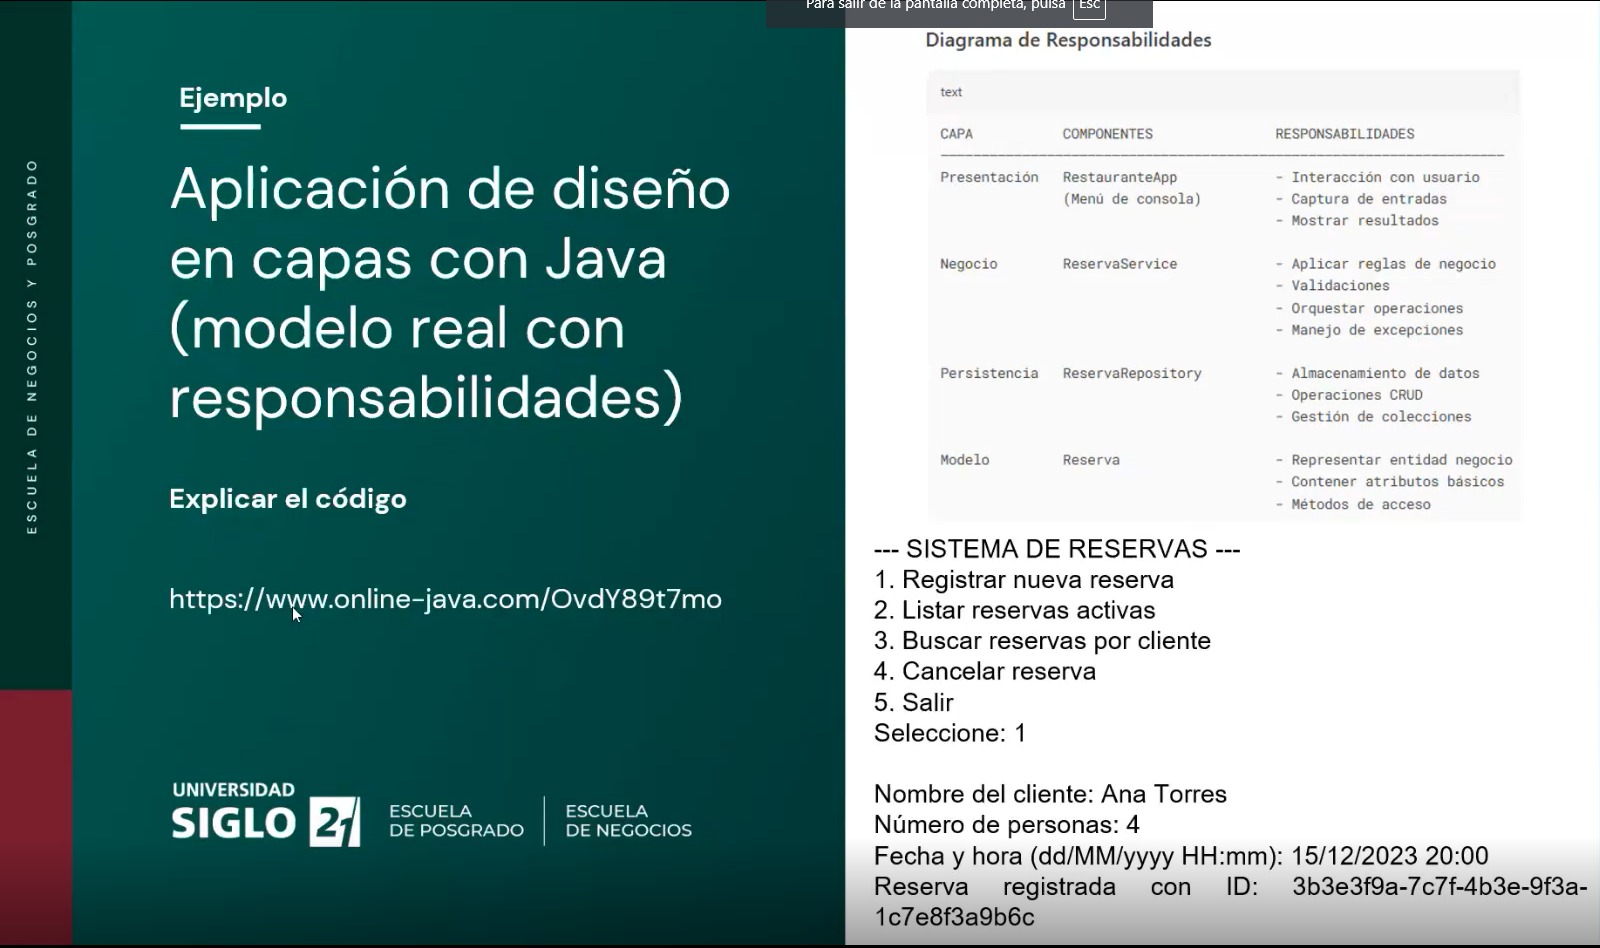 Para salir de la pantalla completa, pulsa Esc
ESCUELA DE NEGOCIOS Y POSGRADO
Ejemplo
Aplicación de diseño
en capas con Java
(modelo real con
responsabilidades)
Explicar el código
https://www.online-java.com/OvdY89t7mo
UNIVERSIDAD
SIGLO 21
ESCUELA
DE POSGRADO
ESCUELA
DE NEGOCIOS
Diagrama de Responsabilidades
text
CAPA COMPONENTES RESPONSABILIDADES
Presentación RestauranteApp - Interacción con usuario
(Menú de consola) - Captura de entradas
- Mostrar resultados
Negocio ReservaService - Aplicar reglas de negocio
- Validaciones
- Orquestar operaciones
- Manejo de excepciones
Persistencia ReservaRepository - Almacenamiento de datos
- Operaciones CRUD
- Gestión de colecciones
Modelo Reserva - Representar entidad negocio
- Contener atributos básicos
- Métodos de acceso
--- SISTEMA DE RESERVAS ---
1. Registrar nueva reserva
2. Listar reservas activas
3. Buscar reservas por cliente
4. Cancelar reserva
5. Salir
Seleccione: 1
Nombre del cliente: Ana Torres
Número de personas: 4
Fecha y hora (dd/MM/yyyy HH:mm): 15/12/2023 20:00
Reserva registrada con ID: 3b3e3f9a-7c7f-4b3e-9f3a-
1c7e8f3a9b6c